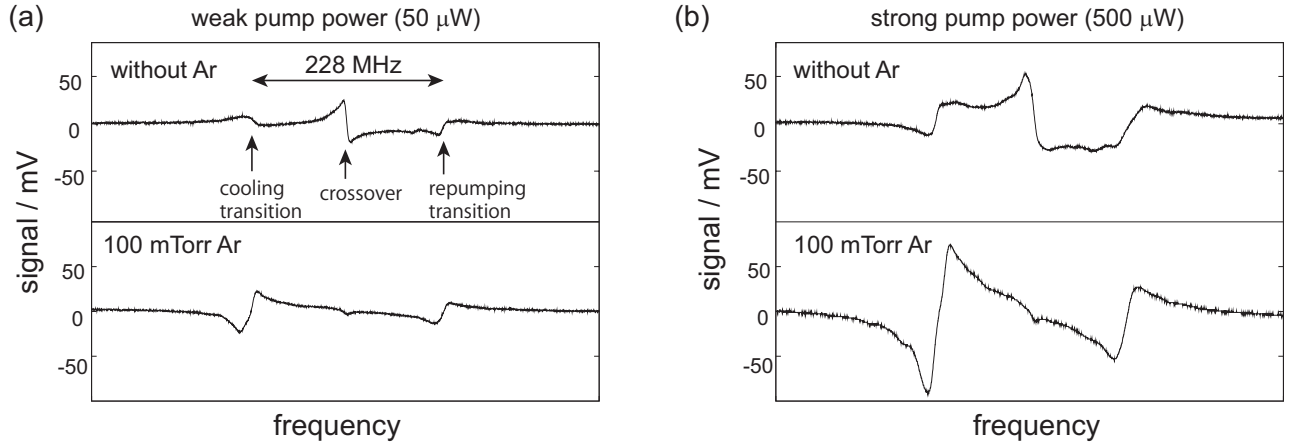 (a)
weak pump power (50 μW)
without Ar
228 MHz
50
0
-50
cooling
transition
crossover
repumping
transition
100 mTorr Ar
50
0
-50
signal / mV
frequency
(b)
strong pump power (500 μW)
without Ar
50
0
-50
100 mTorr Ar
50
0
-50
signal / mV
frequency